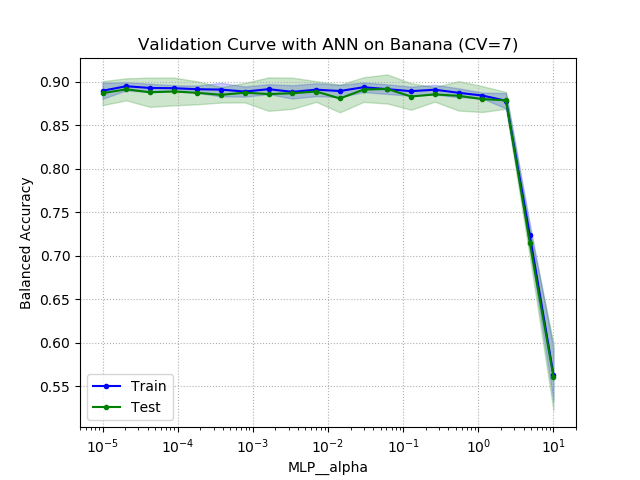 Validation Curve with ANN on Banana (CV=7)
Balanced Accuracy
0.90
0.85
0.80
0.75
0.70
0.65
0.60
0.55
Train
Test
10⁻⁵ 10⁻⁴ 10⁻³ 10⁻² 10⁻¹ 10⁰ 10¹
MLP__alpha